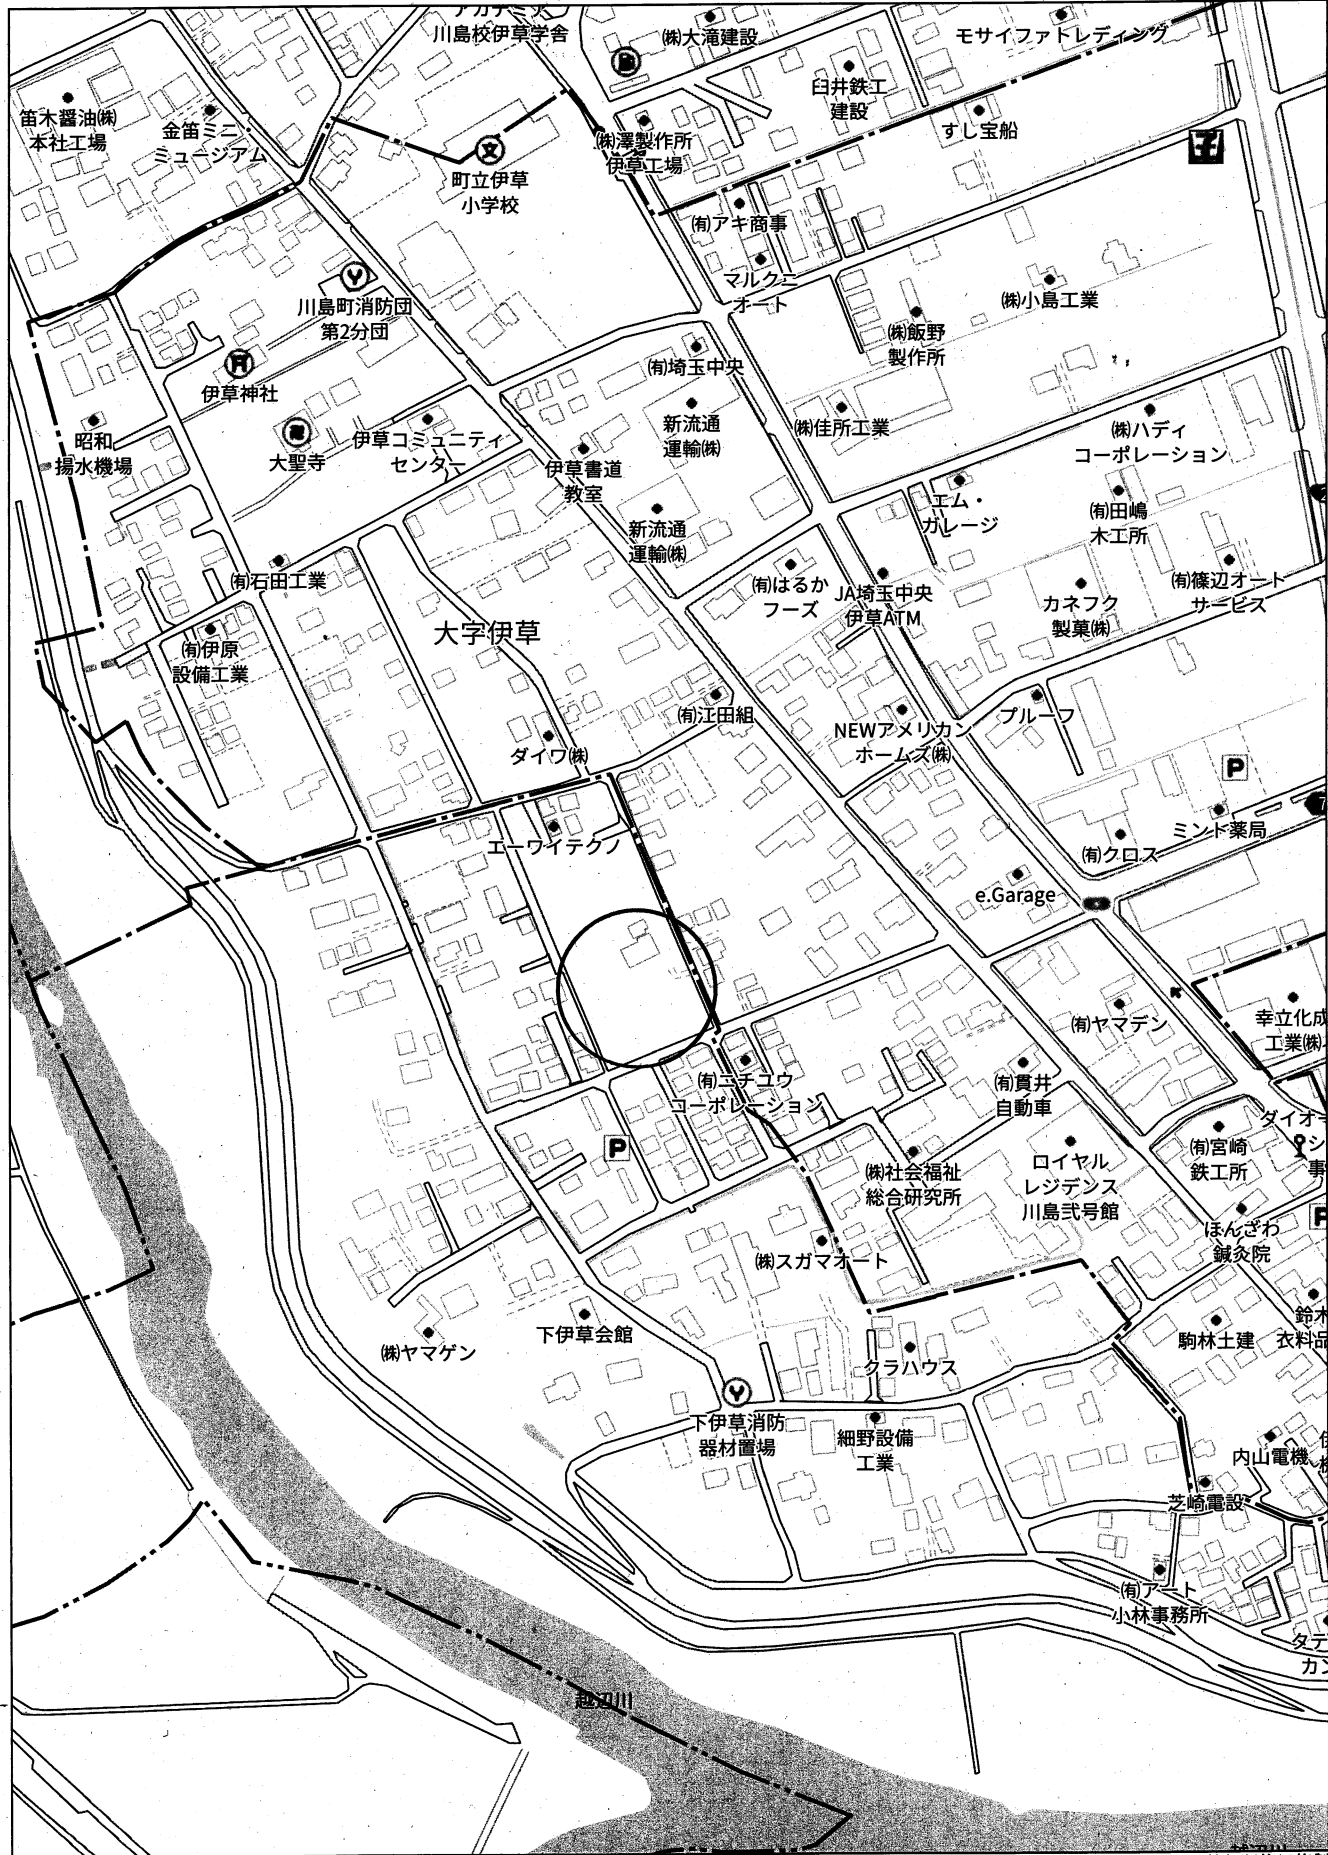 川島校伊草学舎
㈱大滝建設
モサイファトレディング
臼井鉄工
建設
笛木醤油㈱
本社工場
金笛ミニ
ミュージアム
文
町立伊草
小学校
㈱澤製作所
伊草工場
すし宝船
㈲アキ商事
マルクニ
オート
川島町消防団
第2分団
㈱小島工業
㈱飯野
製作所
伊草神社
㈲埼玉中央
新流通
運輸㈱
㈱佳所工業
㈱ハディ
コーポレーション
昭和
揚水機場
大聖寺
伊草コミュニティ
センター
伊草書道
教室
新流通
運輸㈱
エム・
ガレージ
㈲田嶋
木工所
㈲石田工業
㈲はるか
フーズ
JA埼玉中央
伊草ATM
カネフク
製菓㈱
㈲篠辺オート
サービス
大字伊草
㈲伊原
設備工業
㈲江田組
NEWアメリカン
ホームズ㈱
プルーフ
ダイワ㈱
P
ミント薬局
7
エーワイテクノ
㈲クロス
e.Garage
㈲ヤマデン
幸立化成
工業㈱
㈲ニチユウ
コーポレーション
㈲貫井
自動車
P
㈱社会福祉
総合研究所
ロイヤル
レジデンス
川島弐号館
㈲宮崎
鉄工所
ダイオー
シ
事
P
㈱スガマオート
ほんざわ
鍼灸院
下伊草会館
㈱ヤマゲン
クラハウス
駒林土建
鈴木
衣料品
下伊草消防
器材置場
細野設備
工業
内山電機
芝崎電設
㈲アート
小林事務所
タテ
カン
越辺川